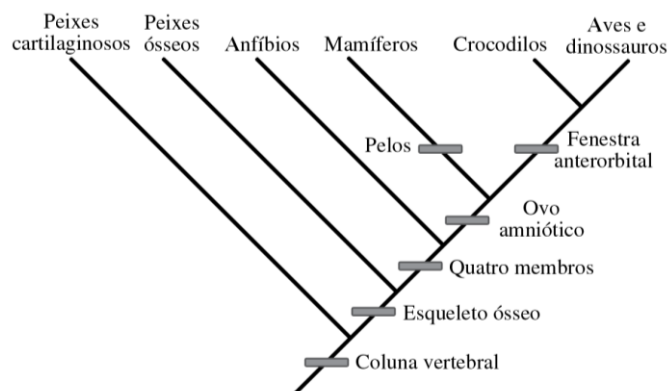 Peixes
cartilaginosos
Peixes
ósseos
Anfíbios
Mamíferos
Crocodilos
Aves e
dinossauros
Pelos
Fenestra
anterorbital
Ovo
amniótico
Quatro membros
Esqueleto ósseo
Coluna vertebral